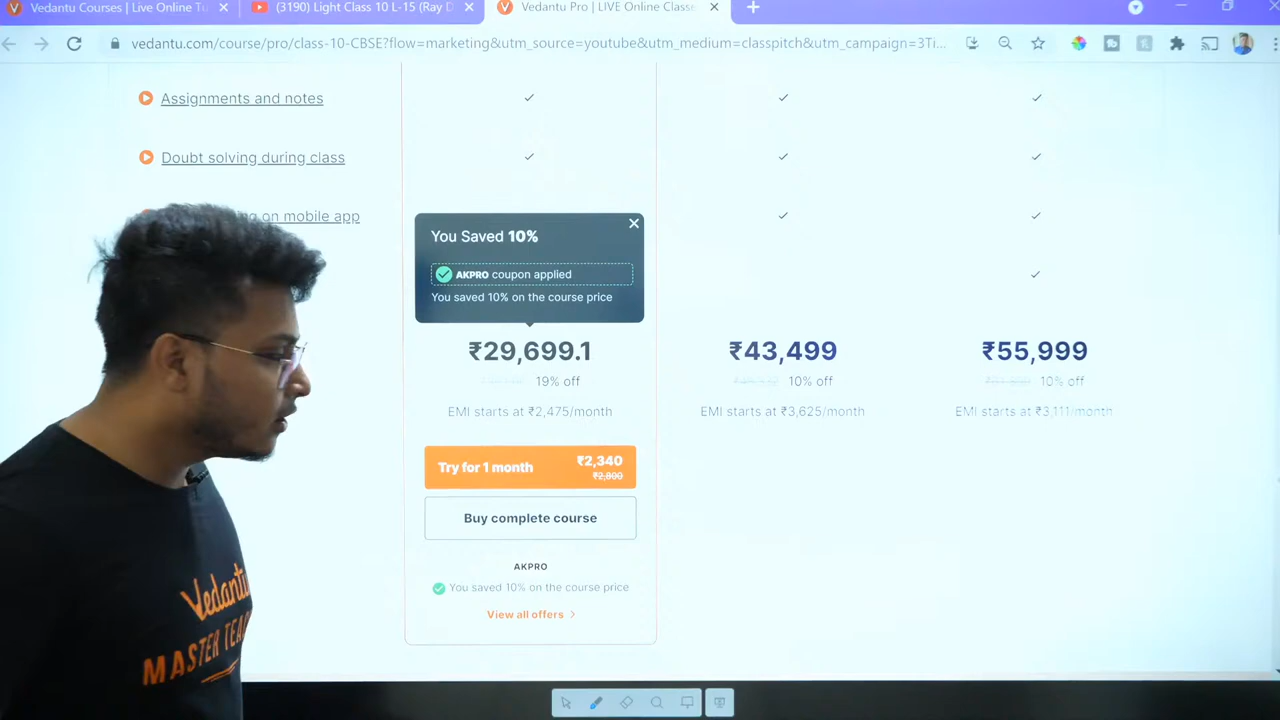 Vedantu Courses | Live Online Tu
(3190) Light Class 10 L-15 (Ray D
Vedantu Pro | LIVE Online Classe
vedantu.com/course/pro/class-10-CBSE?flow=marketing&utm_source=youtube&utm_medium=classpitch&utm_campaign=3Ti...
Assignments and notes
Doubt solving during class
on mobile app
You Saved 10%
AKPRO coupon applied
You saved 10% on the course price
₹29,699.1
19% off
EMI starts at ₹2,475/month
Try for 1 month ₹2,340
₹2,800
Buy complete course
AKPRO
You saved 10% on the course price
View all offers >
₹43,499
10% off
EMI starts at ₹3,625/month
₹55,999
10% off
EMI starts at ₹3,111/month
Vedantu
MASTER TEA